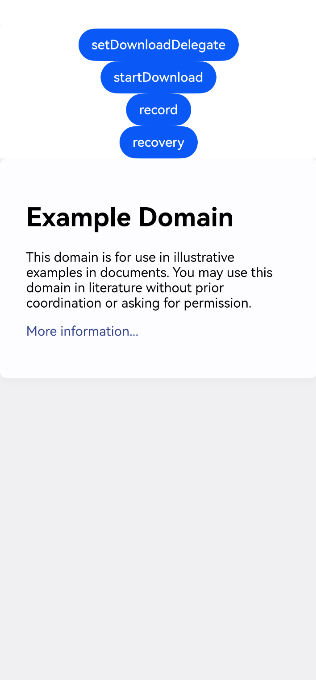 setDownloadDelegate
startDownload
record
recovery
Example Domain
This domain is for use in illustrative
examples in documents. You may use this
domain in literature without prior
coordination or asking for permission.
More information...